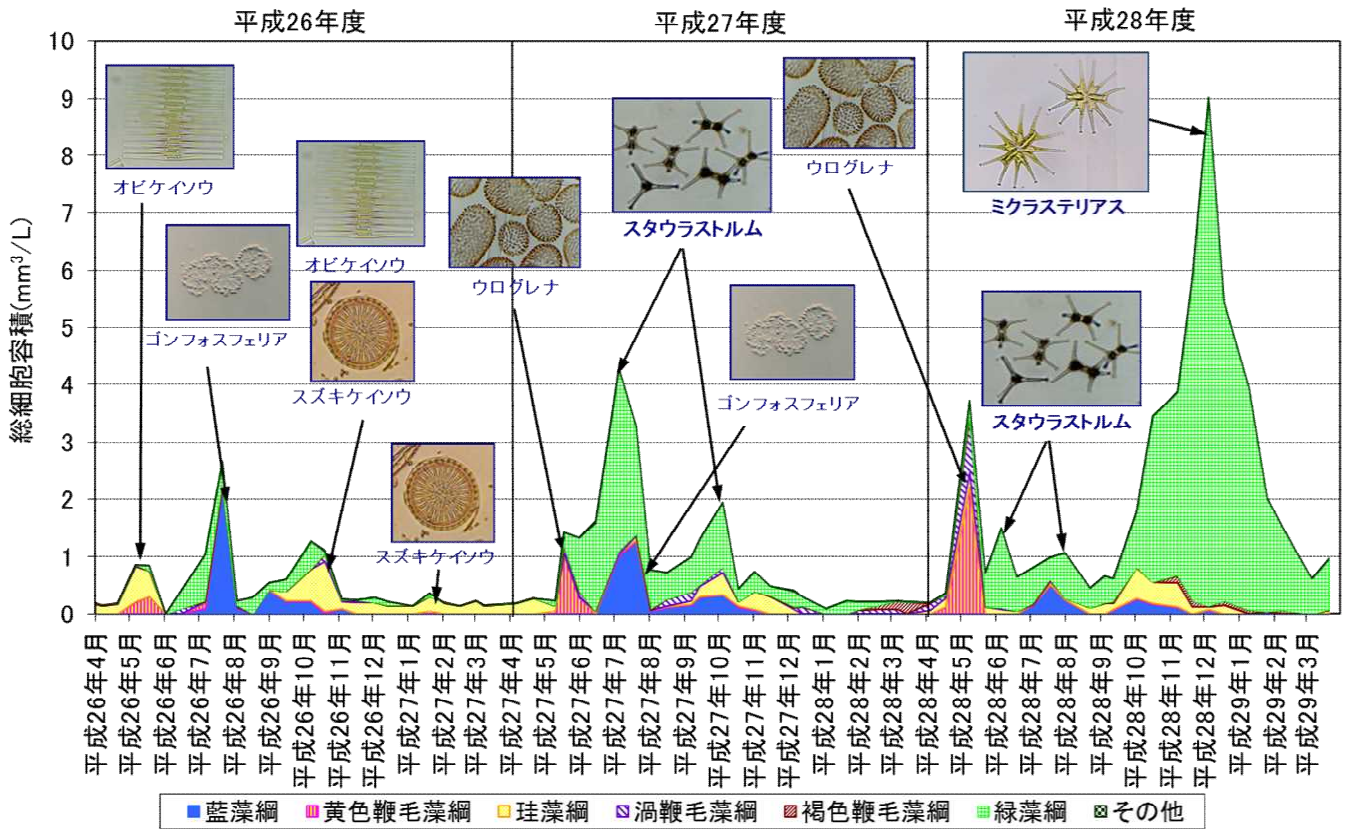 平成26年度
平成27年度
平成28年度
総細胞容積(mm³/L)
10
9
8
7
6
5
4
3
2
1
0
オビケイソウ
ゴンフォスフェリア
オビケイソウ
スズキケイソウ
スズキケイソウ
ウログレナ
スタウラストルム
ゴンフォスフェリア
ウログレナ
ミクラステリアス
スタウラストルム
平成26年4月
平成26年5月
平成26年6月
平成26年7月
平成26年8月
平成26年9月
平成26年10月
平成26年11月
平成26年12月
平成27年1月
平成27年2月
平成27年3月
平成27年4月
平成27年5月
平成27年6月
平成27年7月
平成27年8月
平成27年9月
平成27年10月
平成27年11月
平成27年12月
平成28年1月
平成28年2月
平成28年3月
平成28年4月
平成28年5月
平成28年6月
平成28年7月
平成28年8月
平成28年9月
平成28年10月
平成28年11月
平成28年12月
平成29年1月
平成29年2月
平成29年3月
藍藻綱 黄色鞭毛藻綱 珪藻綱 渦鞭毛藻綱 褐色鞭毛藻綱 緑藻綱 その他